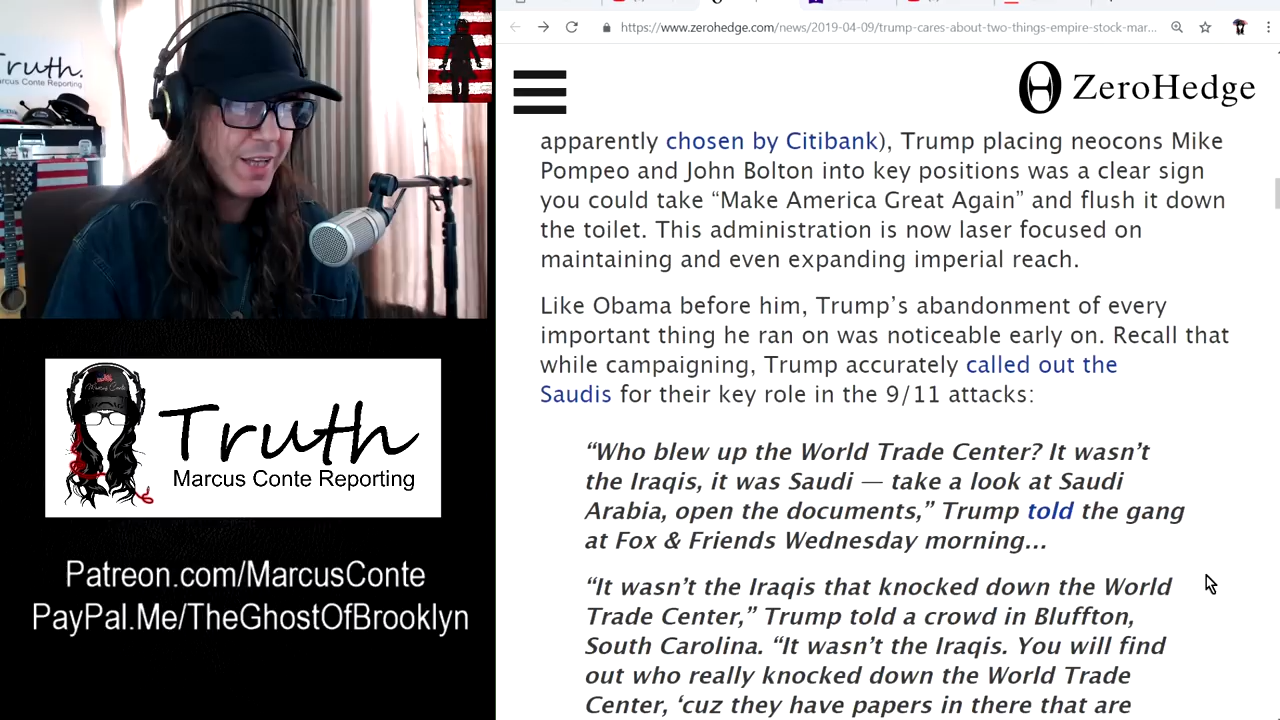 Truth.
arcus Conte Reporting
https://www.zerohedge.com/news/2019-04-09/trump-cares-about-two-things-empire-stock-mar...
ZeroHedge
apparently chosen by Citibank), Trump placing neocons Mike
Pompeo and John Bolton into key positions was a clear sign
you could take “Make America Great Again” and flush it down
the toilet. This administration is now laser focused on
maintaining and even expanding imperial reach.
Like Obama before him, Trump’s abandonment of every
important thing he ran on was noticeable early on. Recall that
while campaigning, Trump accurately called out the
Saudis for their key role in the 9/11 attacks:
“Who blew up the World Trade Center? It wasn’t
the Iraqis, it was Saudi — take a look at Saudi
Arabia, open the documents,” Trump told the gang
at Fox & Friends Wednesday morning...
“It wasn’t the Iraqis that knocked down the World
Trade Center,” Trump told a crowd in Bluffton,
South Carolina. “It wasn’t the Iraqis. You will find
out who really knocked down the World Trade
Center, ‘cuz they have papers in there that are
Truth
Marcus Conte Reporting
Patreon.com/MarcusConte
PayPal.Me/TheGhostOfBrooklyn